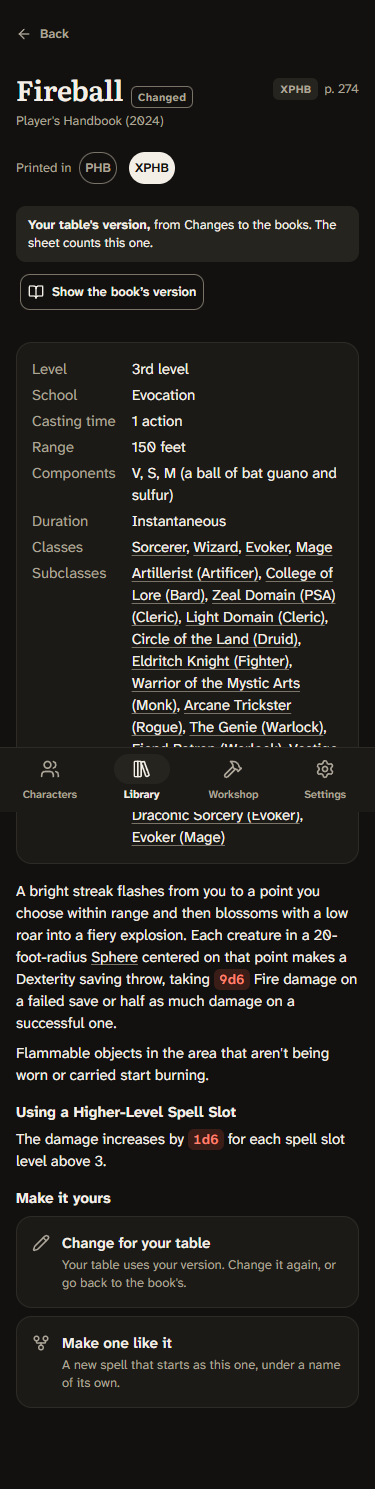 Back
Fireball Changed XPHB p. 274
Player's Handbook (2024)
Printed in PHB XPHB
Your table's version, from Changes to the books. The
sheet counts this one.
Show the book's version
Level 3rd level
School Evocation
Casting time 1 action
Range 150 feet
Components V, S, M (a ball of bat guano and
sulfur)
Duration Instantaneous
Classes Sorcerer, Wizard, Evoker, Mage
Subclasses Artillerist (Artificer), College of
Lore (Bard), Zeal Domain (PSA)
(Cleric), Light Domain (Cleric),
Circle of the Land (Druid),
Eldritch Knight (Fighter),
Warrior of the Mystic Arts
(Monk), Arcane Trickster
(Rogue), The Genie (Warlock),
Characters Library Workshop Settings
Draconic Sorcery (Evoker),
Evoker (Mage)
A bright streak flashes from you to a point you
choose within range and then blossoms with a low
roar into a fiery explosion. Each creature in a 20-
foot-radius Sphere centered on that point makes a
Dexterity saving throw, taking 9d6 Fire damage on
a failed save or half as much damage on a
successful one.
Flammable objects in the area that aren't being
worn or carried start burning.
Using a Higher-Level Spell Slot
The damage increases by 1d6 for each spell slot
level above 3.
Make it yours
Change for your table
Your table uses your version. Change it again, or
go back to the book's.
Make one like it
A new spell that starts as this one, under a name
of its own.